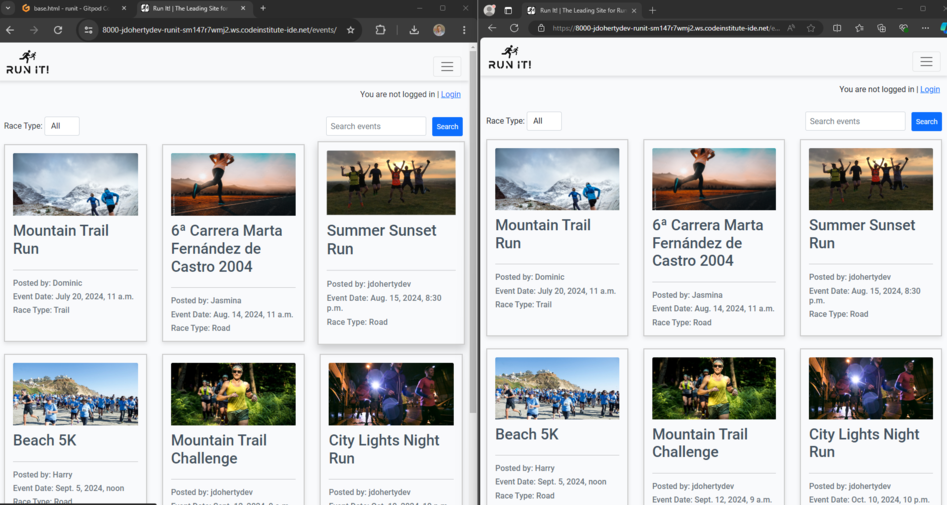 base.html - runit - Gitpod C
Run It! | The Leading Site for
8000-jdohertydev-runit-sm147r7wmj2.ws.codeinstitute-ide.net/events/
RUN IT!
You are not logged in | Login
Race Type: All
Search events
Search
Mountain Trail
Run
Posted by: Dominic
Event Date: July 20, 2024, 11 a.m.
Race Type: Trail
6ª Carrera Marta
Fernández de
Castro 2004
Posted by: Jasmina
Event Date: Aug. 14, 2024, 11 a.m.
Race Type: Road
Summer Sunset
Run
Posted by: jdohertydev
Event Date: Aug. 15, 2024, 8:30
p.m.
Race Type: Road
Beach 5K
Posted by: Harry
Event Date: Sept. 5, 2024, noon
Race Type: Road
Mountain Trail
Challenge
Posted by: jdohertydev
City Lights Night
Run
Posted by: jdohertydev
Run It! | The Leading Site for Run
https://8000-jdohertydev-runit-sm147r7wmj2.ws.codeinstitute-ide.net/e...
RUN IT!
You are not logged in | Login
Race Type: All
Search events
Search
Mountain Trail
Run
Posted by: Dominic
Event Date: July 20, 2024, 11 a.m.
Race Type: Trail
6ª Carrera Marta
Fernández de
Castro 2004
Posted by: Jasmina
Event Date: Aug. 14, 2024, 11 a.m.
Race Type: Road
Summer Sunset
Run
Posted by: jdohertydev
Event Date: Aug. 15, 2024, 8:30
p.m.
Race Type: Road
Beach 5K
Posted by: Harry
Event Date: Sept. 5, 2024, noon
Race Type: Road
Mountain Trail
Challenge
Posted by: jdohertydev
Event Date: Sept. 12, 2024, 9 a.m.
City Lights Night
Run
Posted by: jdohertydev
Event Date: Oct. 10, 2024, 10 p.m.